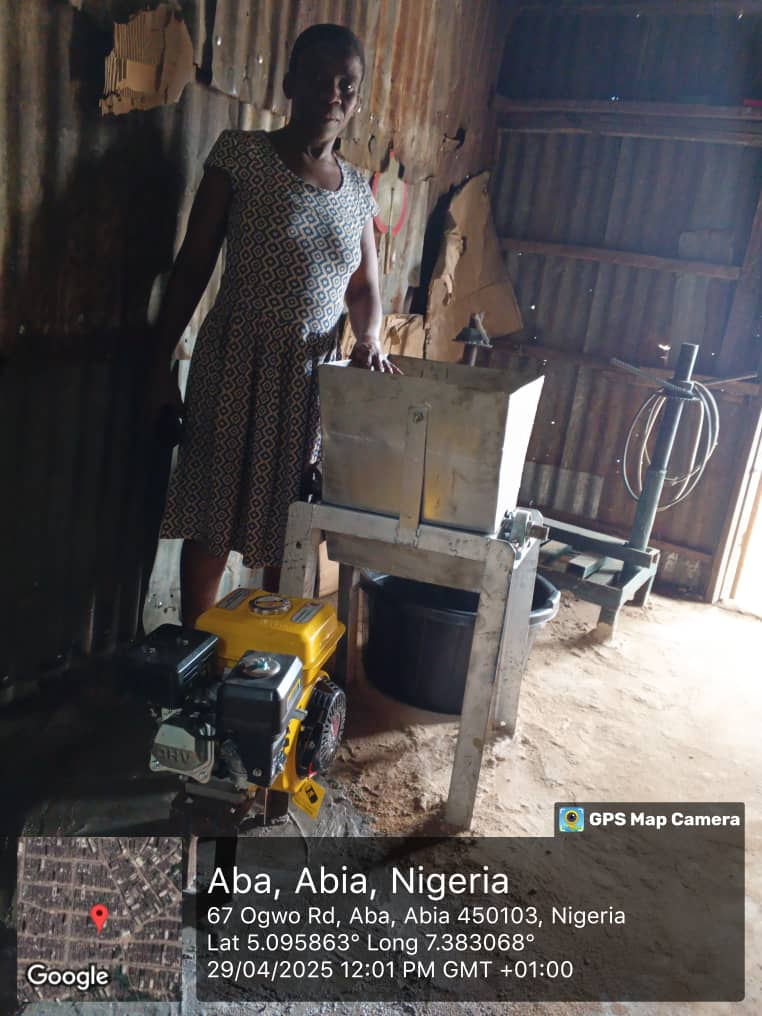 OHV
GPS Map Camera
Aba, Abia, Nigeria
67 Ogwo Rd, Aba, Abia 450103, Nigeria
Lat 5.095863° Long 7.383068°
29/04/2025 12:01 PM GMT +01:00
Google